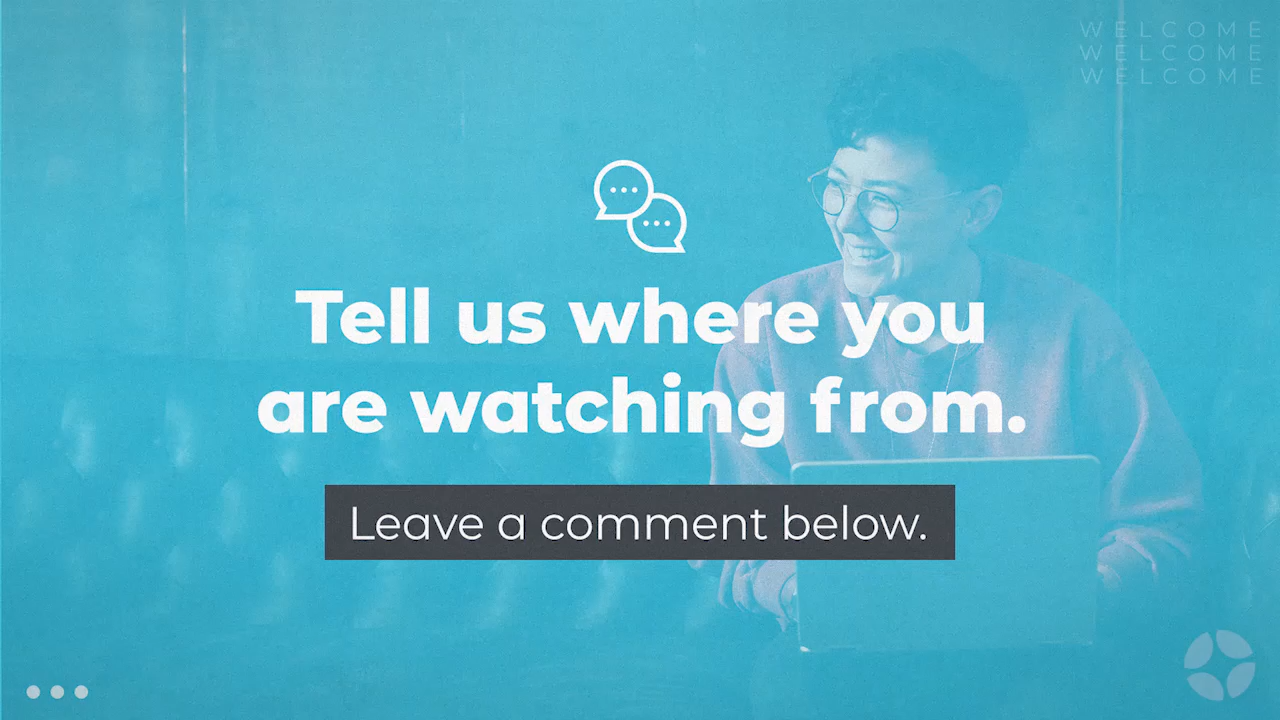 WELCOME
WELCOME
WELCOME
Tell us where you
are watching from.
Leave a comment below.